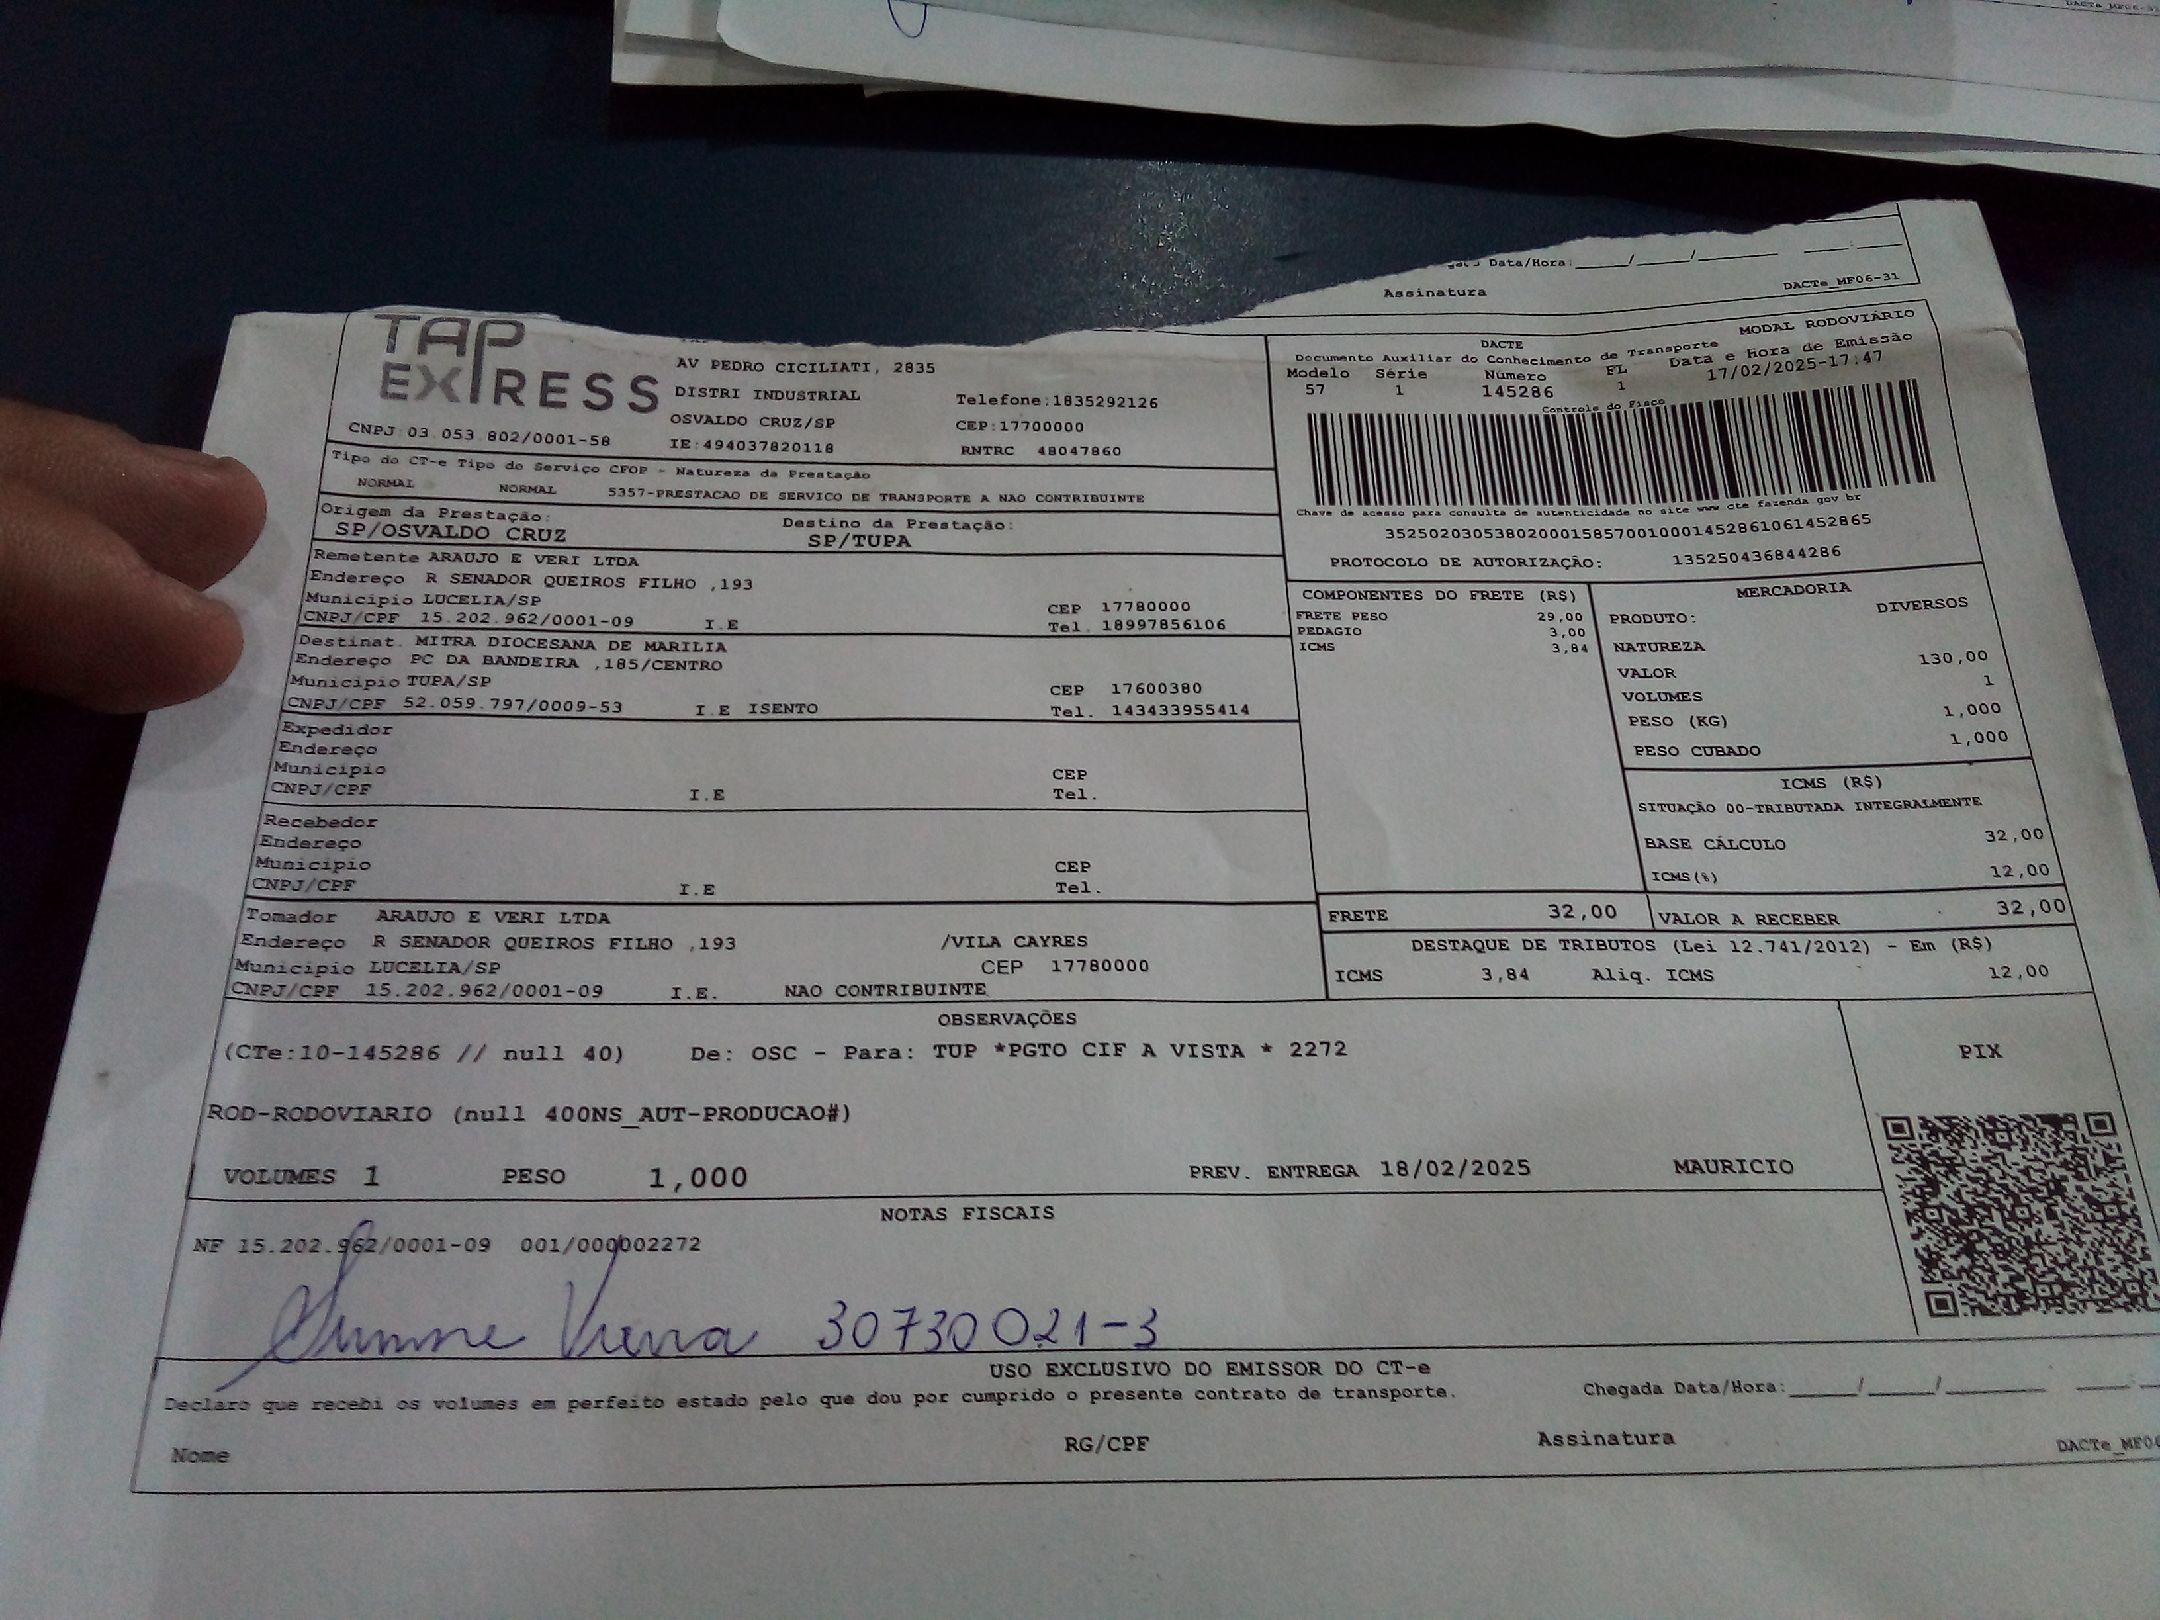 DACTe_MF06-31
Data/Hora:____/____/____ ___:___
Assinatura
DACTe_MF06-31
TAP EXPRESS
AV PEDRO CICILIATI, 2835
DISTRI INDUSTRIAL Telefone:1835292126
OSVALDO CRUZ/SP CEP:17700000
CNPJ:03.053.802/0001-58 IE:494037820118 RNTRC 48047860
DACTE MODAL RODOVIÁRIO
Documento Auxiliar do Conhecimento de Transporte
Modelo Série Número FL Data e Hora de Emissão
57 1 145286 1 17/02/2025-17:47
Controle do Fisco
Chave de acesso para consulta de autenticidade no site www cte fazenda gov br
35250203053802000158570010001452861061452865
PROTOCOLO DE AUTORIZAÇÃO: 135250436844286
Tipo do CT-e Tipo do Serviço CFOP - Natureza da Prestação
NORMAL NORMAL 5357-PRESTACAO DE SERVICO DE TRANSPORTE A NAO CONTRIBUINTE
Origem da Prestação: Destino da Prestação:
SP/OSVALDO CRUZ SP/TUPA
Remetente ARAUJO E VERI LTDA
Endereço R SENADOR QUEIROS FILHO ,193
Municipio LUCELIA/SP CEP 17780000
CNPJ/CPF 15.202.962/0001-09 I.E Tel. 18997856106
Destinat. MITRA DIOCESANA DE MARILIA
Endereço PC DA BANDEIRA ,185/CENTRO
Municipio TUPA/SP CEP 17600380
CNPJ/CPF 52.059.797/0009-53 I.E ISENTO Tel. 143433955414
Expedidor
Endereço
Municipio CEP
CNPJ/CPF I.E Tel.
Recebedor
Endereço
Municipio CEP
CNPJ/CPF I.E Tel.
Tomador ARAUJO E VERI LTDA
Endereço R SENADOR QUEIROS FILHO ,193 /VILA CAYRES
Municipio LUCELIA/SP CEP 17780000
CNPJ/CPF 15.202.962/0001-09 I.E. NAO CONTRIBUINTE
COMPONENTES DO FRETE (R$)
FRETE PESO 29,00
PEDAGIO 3,00
ICMS 3,84
MERCADORIA
PRODUTO: DIVERSOS
NATUREZA
VALOR 130,00
VOLUMES 1
PESO (KG) 1,000
PESO CUBADO 1,000
ICMS (R$)
SITUAÇÃO 00-TRIBUTADA INTEGRALMENTE
BASE CÁLCULO 32,00
ICMS(%) 12,00
FRETE 32,00 VALOR A RECEBER 32,00
DESTAQUE DE TRIBUTOS (Lei 12.741/2012) - Em (R$)
ICMS 3,84 Aliq. ICMS 12,00
OBSERVAÇÕES
(CTe:10-145286 // null 40) De: OSC - Para: TUP *PGTO CIF A VISTA * 2272
PIX
ROD-RODOVIARIO (null 400NS_AUT-PRODUCAO#)
VOLUMES 1 PESO 1,000 PREV. ENTREGA 18/02/2025 MAURICIO
NOTAS FISCAIS
NF 15.202.962/0001-09 001/000002272
Vieira 30730021-3
USO EXCLUSIVO DO EMISSOR DO CT-e
Declaro que recebi os volumes em perfeito estado pelo que dou por cumprido o presente contrato de transporte. Chegada Data/Hora:____/____/____ ___:___
Nome RG/CPF Assinatura
DACTe_MF06